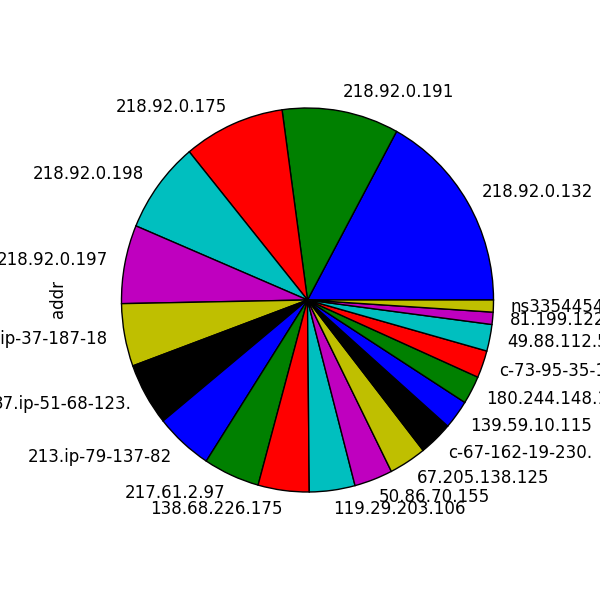 218.92.0.191
218.92.0.175
218.92.0.198
218.92.0.132
218.92.0.197
addr
ns3354454
81.199.122
ip-37-187-18
49.88.112.5
c-73-95-35-1
37.ip-51-68-123.
180.244.148.
139.59.10.115
213.ip-79-137-82
c-67-162-19-230.
67.205.138.125
217.61.2.97
50.86.70.155
138.68.226.175
119.29.203.106